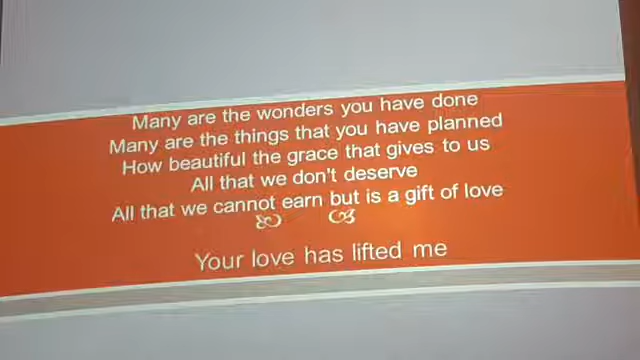 Many are the wonders you have done
Many are the things that you have planned
How beautiful the grace that gives to us
All that we don't deserve
All that we cannot earn but is a gift of love
Your love has lifted me